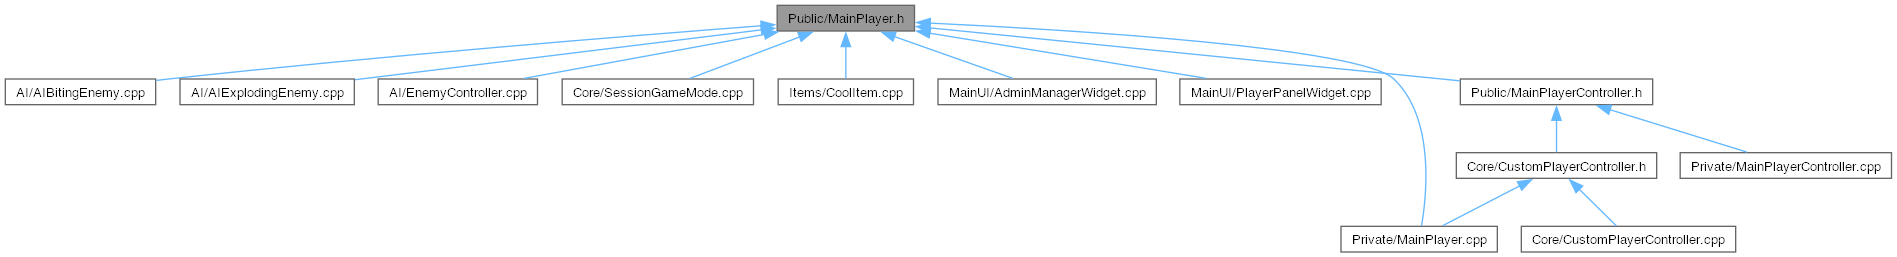 Public/MainPlayer.h
AI/AIBitingEnemy.cpp
AI/AIExplodingEnemy.cpp
AI/EnemyController.cpp
Core/SessionGameMode.cpp
Items/CoolItem.cpp
MainUI/AdminManagerWidget.cpp
MainUI/PlayerPanelWidget.cpp
Public/MainPlayerController.h
Core/CustomPlayerController.h
Private/MainPlayerController.cpp
Private/MainPlayer.cpp
Core/CustomPlayerController.cpp